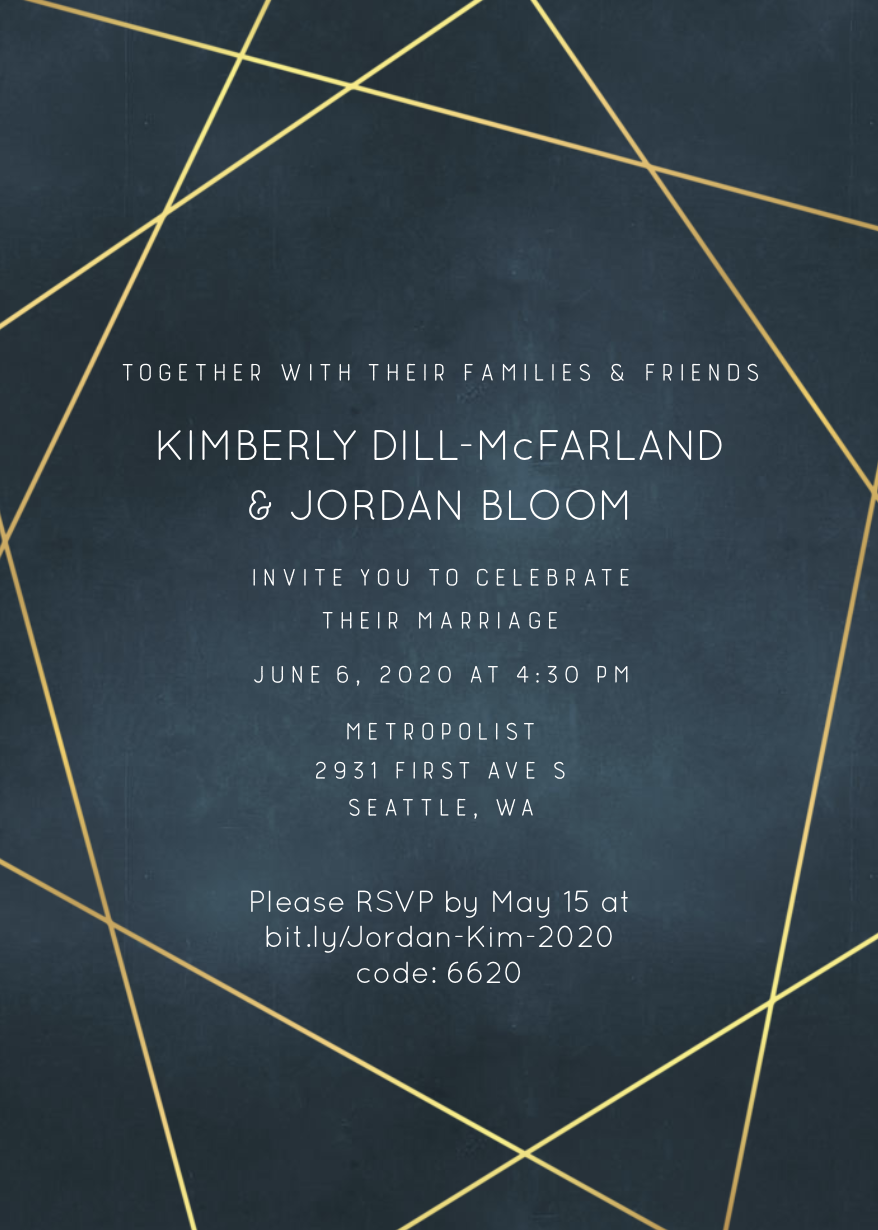 TOGETHER WITH THEIR FAMILIES & FRIENDS
KIMBERLY DILL-McFARLAND
& JORDAN BLOOM
INVITE YOU TO CELEBRATE
THEIR MARRIAGE
JUNE 6, 2020 AT 4:30 PM
METROPOLIST
2931 FIRST AVE S
SEATTLE, WA
Please RSVP by May 15 at
bit.ly/Jordan-Kim-2020
code: 6620